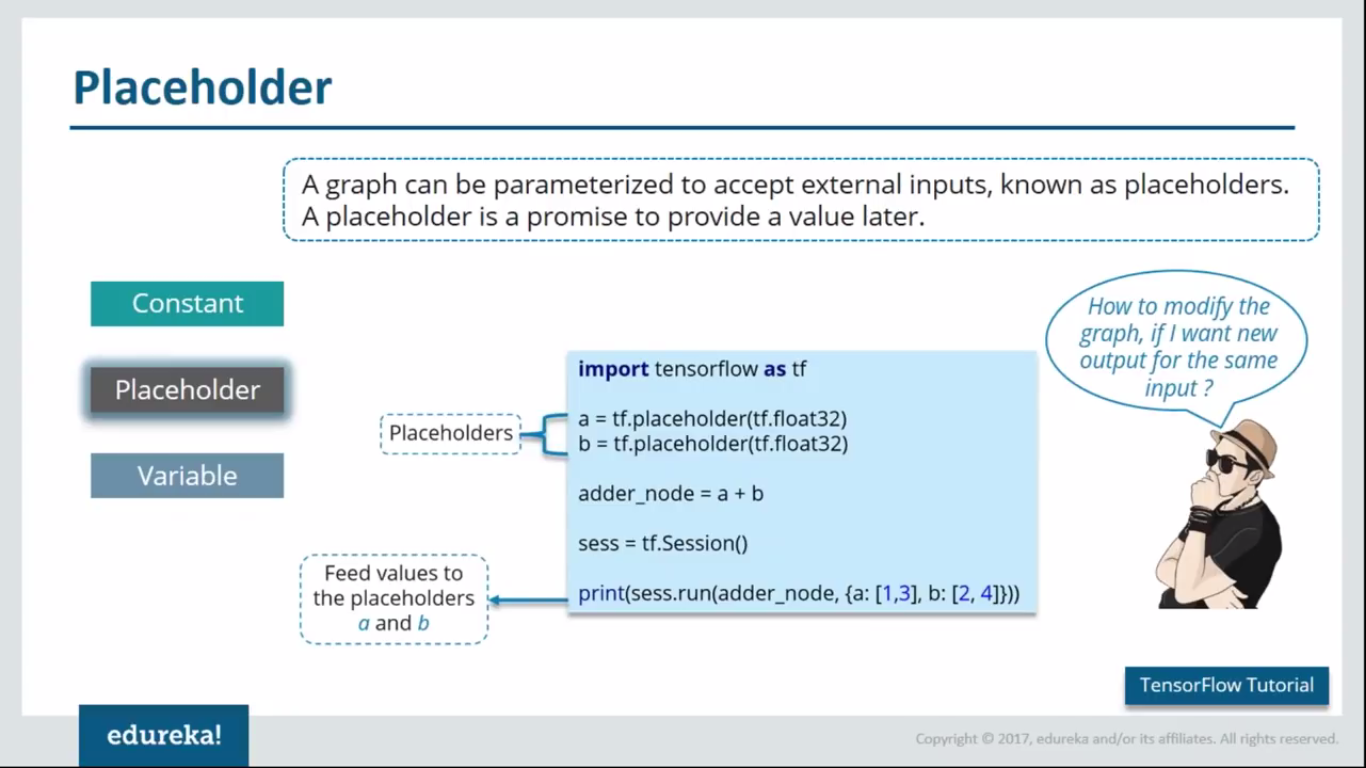 Placeholder
A graph can be parameterized to accept external inputs, known as placeholders.
A placeholder is a promise to provide a value later.
Constant
Placeholder
Variable
Placeholders
Feed values to
the placeholders
a and b
import tensorflow as tf
a = tf.placeholder(tf.float32)
b = tf.placeholder(tf.float32)
adder_node = a + b
sess = tf.Session()
print(sess.run(adder_node, {a: [1,3], b: [2, 4]}))
How to modify the
graph, if I want new
output for the same
input ?
TensorFlow Tutorial
edureka!
Copyright © 2017, edureka and/or its affiliates. All rights reserved.